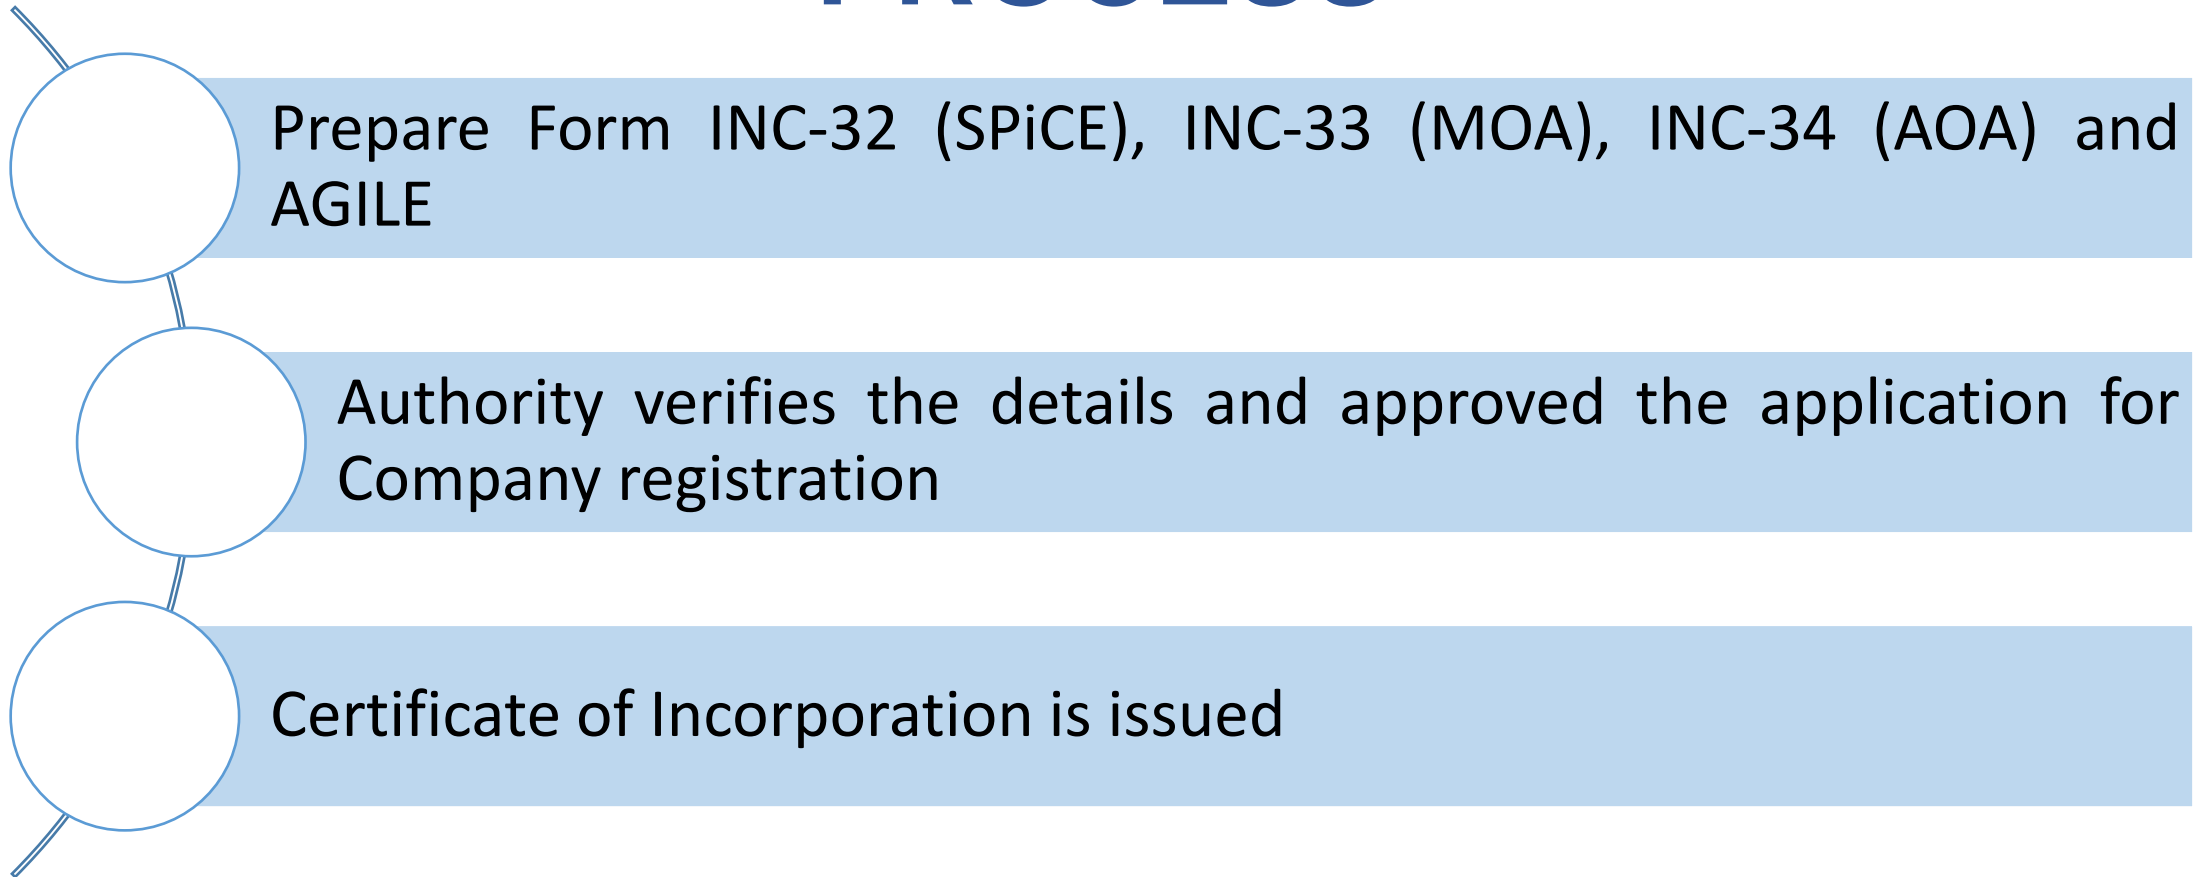 PROCESS
Prepare Form INC-32 (SPiCE), INC-33 (MOA), INC-34 (AOA) and
AGILE
Authority verifies the details and approved the application for
Company registration
Certificate of Incorporation is issued